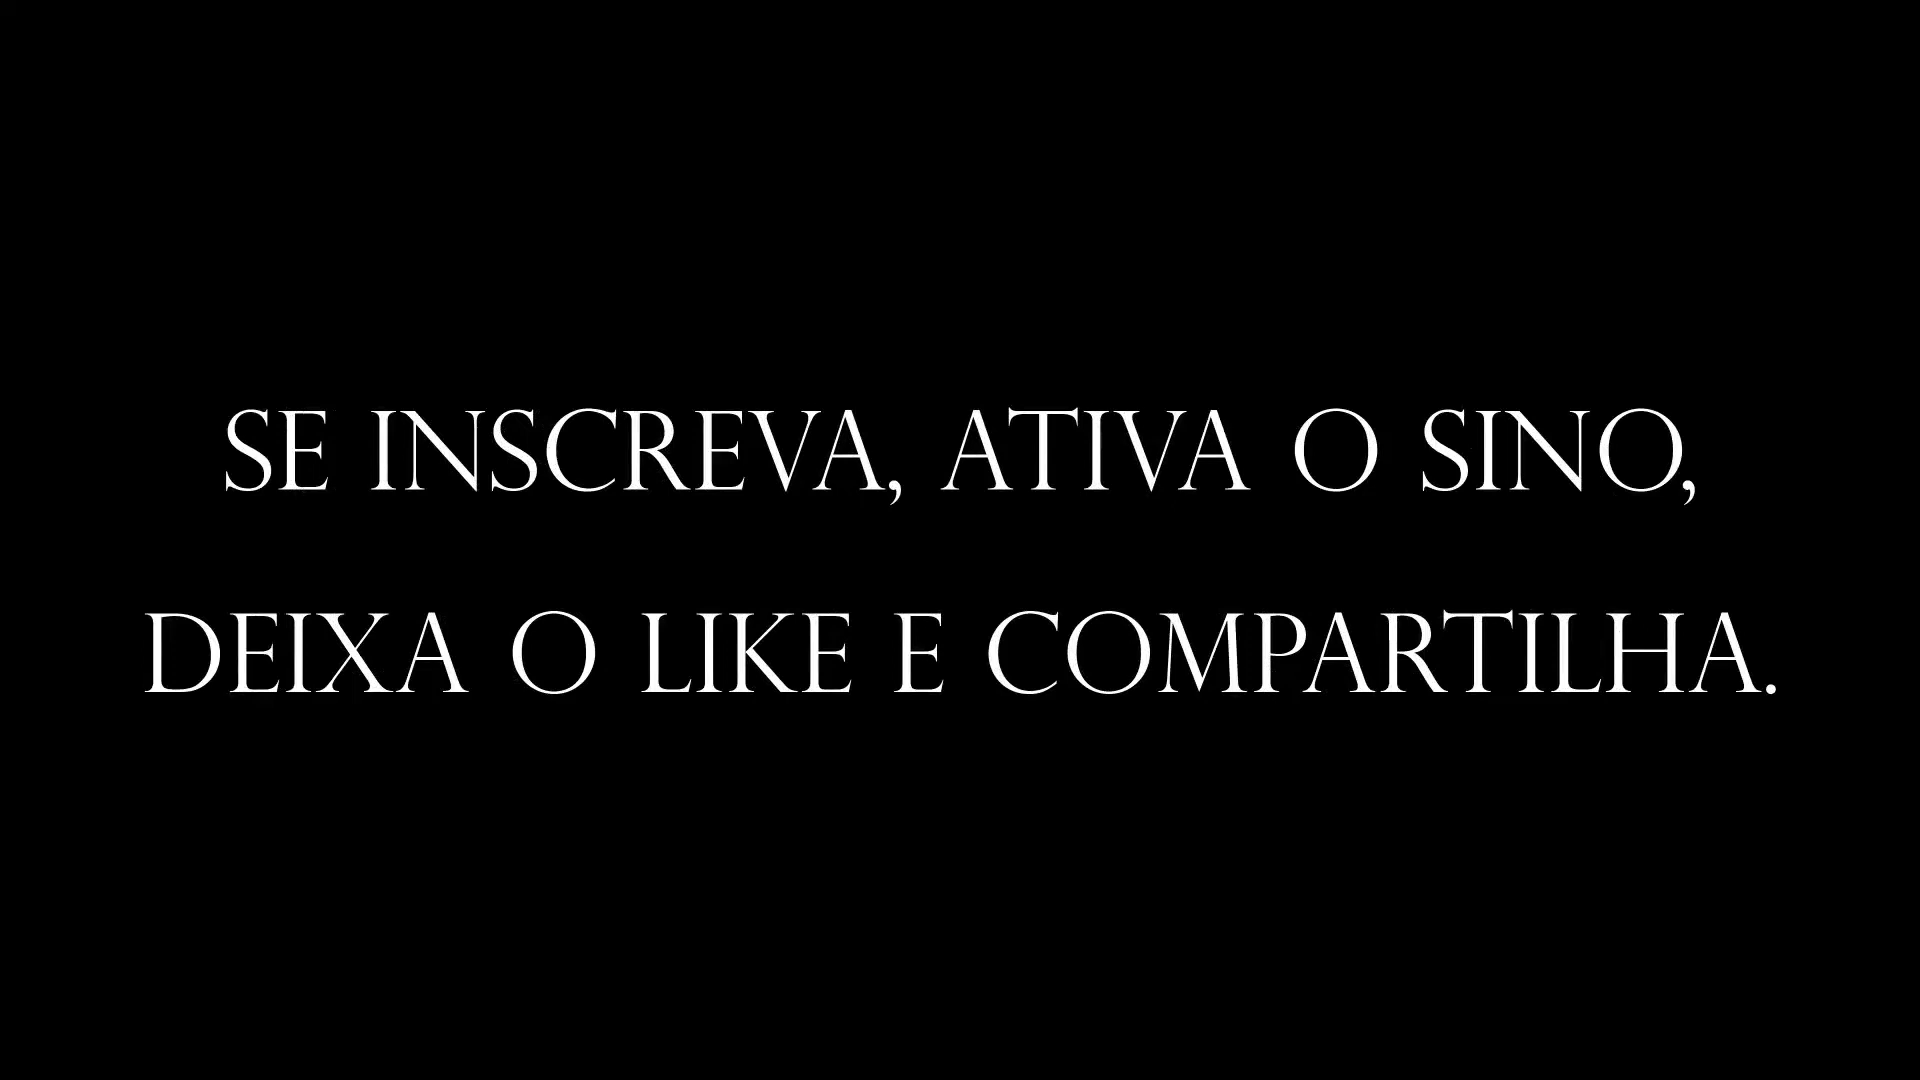 SE INSCREVA, ATIVA O SINO,
DEIXA O LIKE E COMPARTILHA.